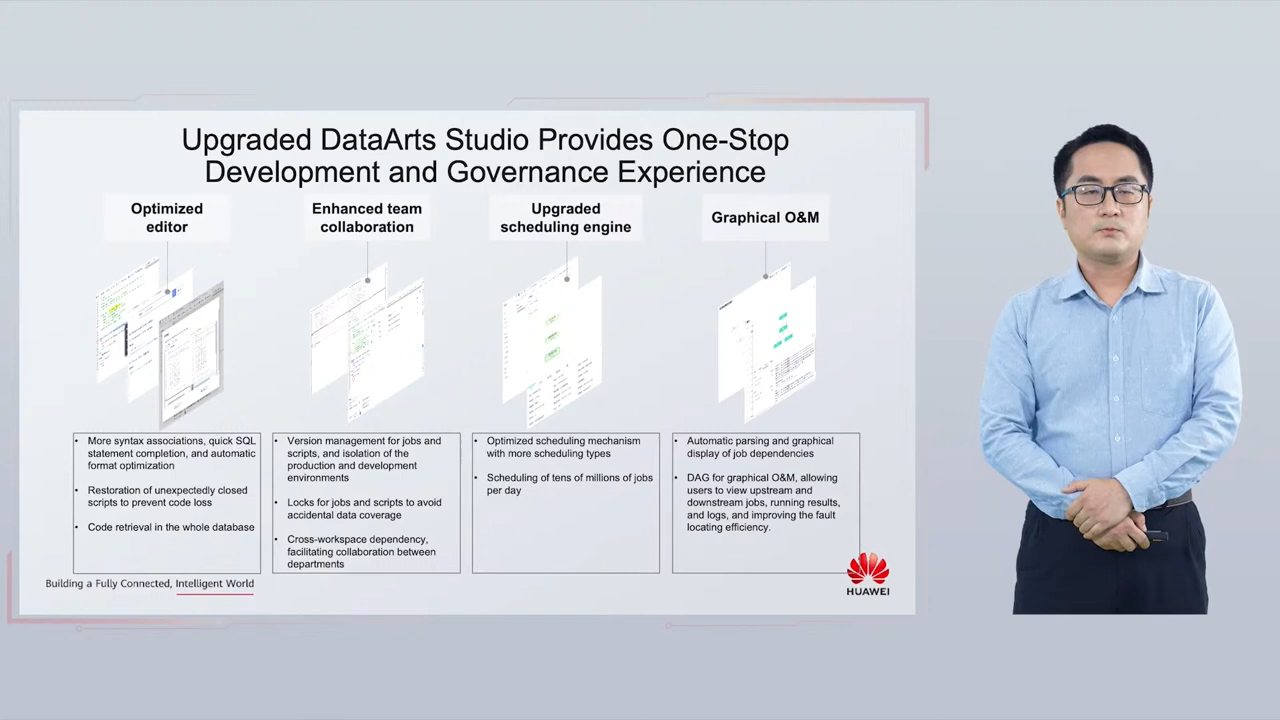 Upgraded DataArts Studio Provides One-Stop
Development and Governance Experience
Optimized
editor
Enhanced team
collaboration
Upgraded
scheduling engine
Graphical O&M
• More syntax associations, quick SQL
statement completion, and automatic
format optimization
• Restoration of unexpectedly closed
scripts to prevent code loss
• Code retrieval in the whole database
• Version management for jobs and
scripts, and isolation of the
production and development
environments
• Locks for jobs and scripts to avoid
accidental data coverage
• Cross-workspace dependency,
facilitating collaboration between
departments
• Optimized scheduling mechanism
with more scheduling types
• Scheduling of tens of millions of jobs
per day
• Automatic parsing and graphical
display of job dependencies
• DAG for graphical O&M, allowing
users to view upstream and
downstream jobs, running results,
and logs, and improving the fault
locating efficiency.
Building a Fully Connected, Intelligent World
HUAWEI